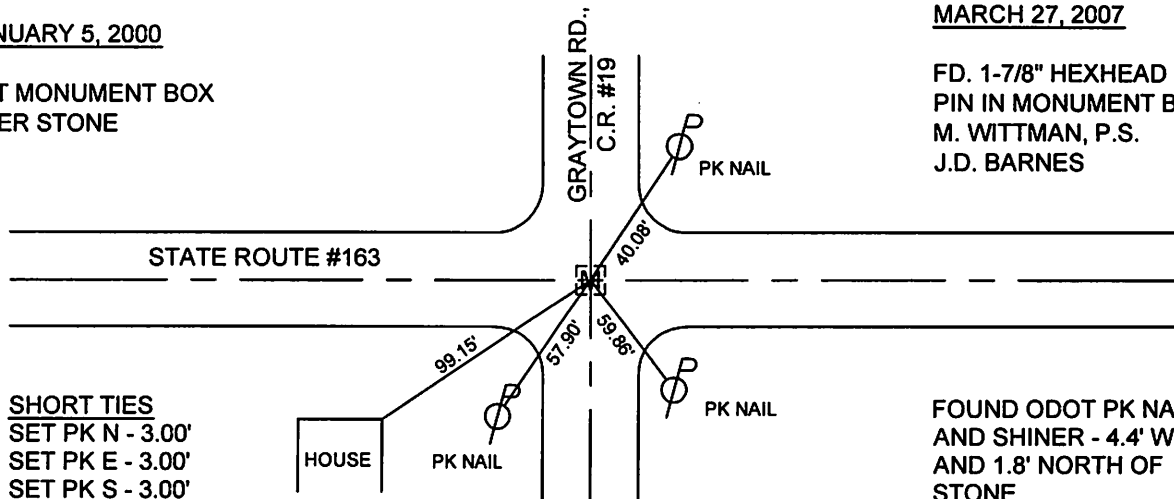 NUARY 5, 2000
T MONUMENT BOX
ER STONE
GRAYTOWN RD.,
C.R. #19
MARCH 27, 2007
FD. 1-7/8" HEXHEAD
PIN IN MONUMENT B
M. WITTMAN, P.S.
J.D. BARNES
PK NAIL
40.08'
STATE ROUTE #163
M
99.15'
57.90'
59.86'
SHORT TIES
SET PK N - 3.00'
SET PK E - 3.00'
SET PK S - 3.00'
HOUSE
PK NAIL
PK NAIL
FOUND ODOT PK NA
AND SHINER - 4.4' W
AND 1.8' NORTH OF
STONE